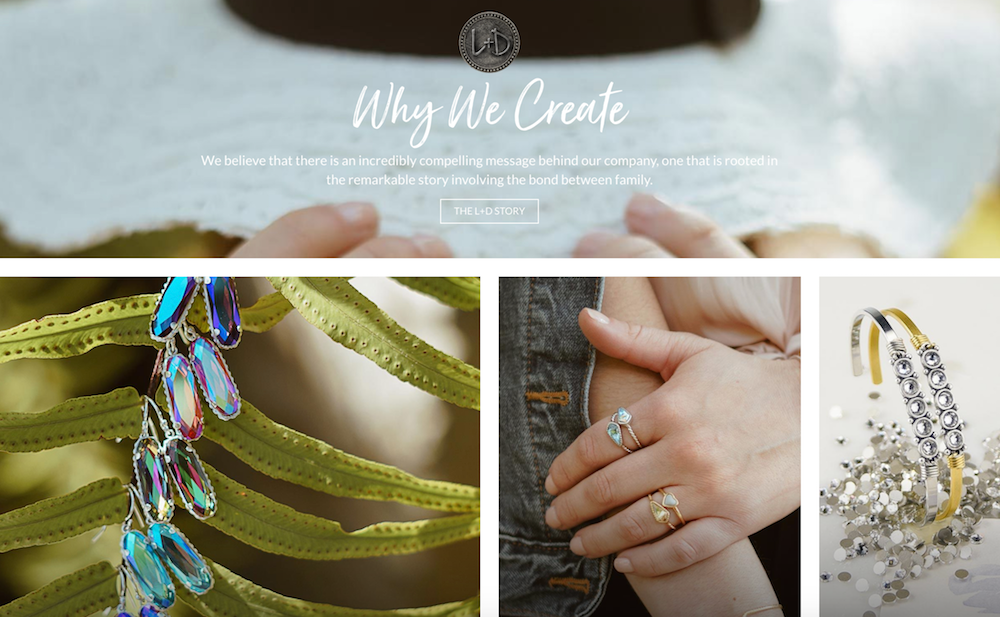 L+D
Why We Create
We believe that there is an incredibly compelling message behind our company, one that is rooted in
the remarkable story involving the bond between family.
THE L+D STORY